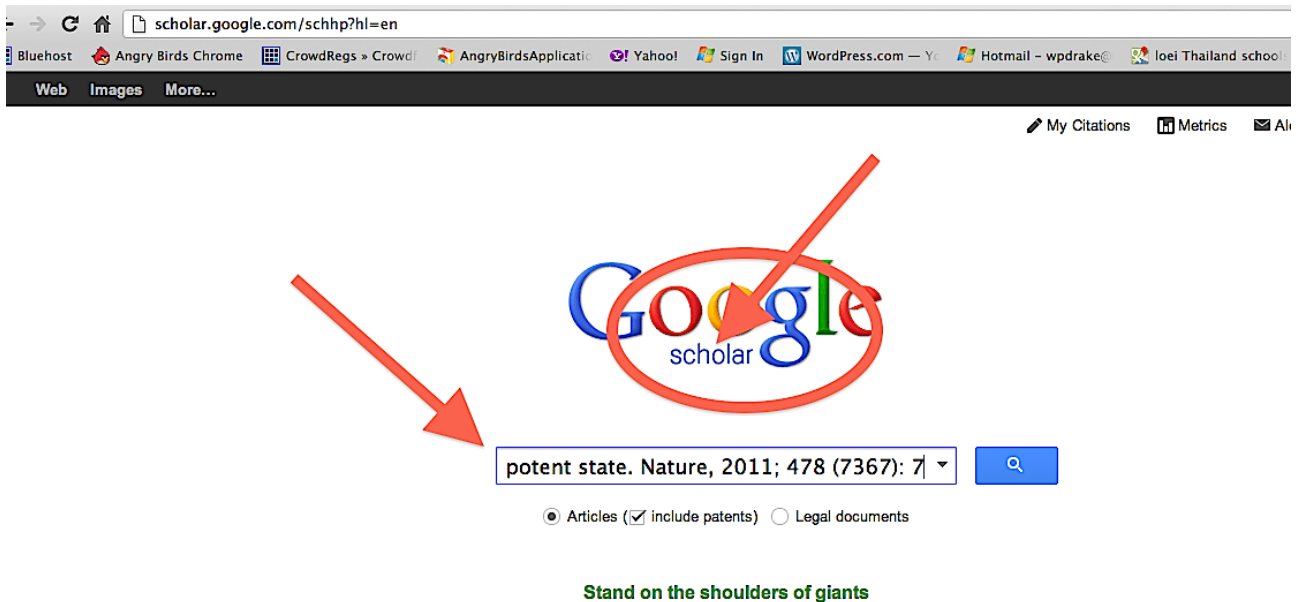 scholar.google.com/schhp?hl=en
Bluehost Angry Birds Chrome CrowdRegs » Crowdf AngryBirdsApplicatio Yahoo! Sign In WordPress.com — Yo Hotmail - wpdrake@ loei Thailand school
Web Images More...
My Citations Metrics Ale
Google
scholar
potent state. Nature, 2011; 478 (7367): 7
Articles ( include patents) Legal documents
Stand on the shoulders of giants